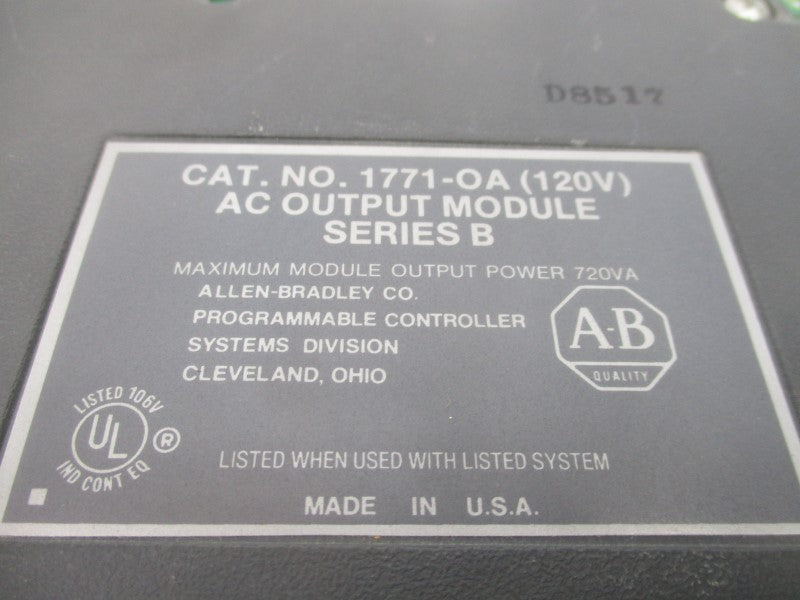 D8517
CAT. NO. 1771-OA (120V)
AC OUTPUT MODULE
SERIES B
MAXIMUM MODULE OUTPUT POWER 720VA
ALLEN-BRADLEY CO.
PROGRAMMABLE CONTROLLER
SYSTEMS DIVISION
CLEVELAND, OHIO
A-B
QUALITY
LISTED 106V
UL ®
IND CONT EQ
LISTED WHEN USED WITH LISTED SYSTEM
MADE IN U.S.A.